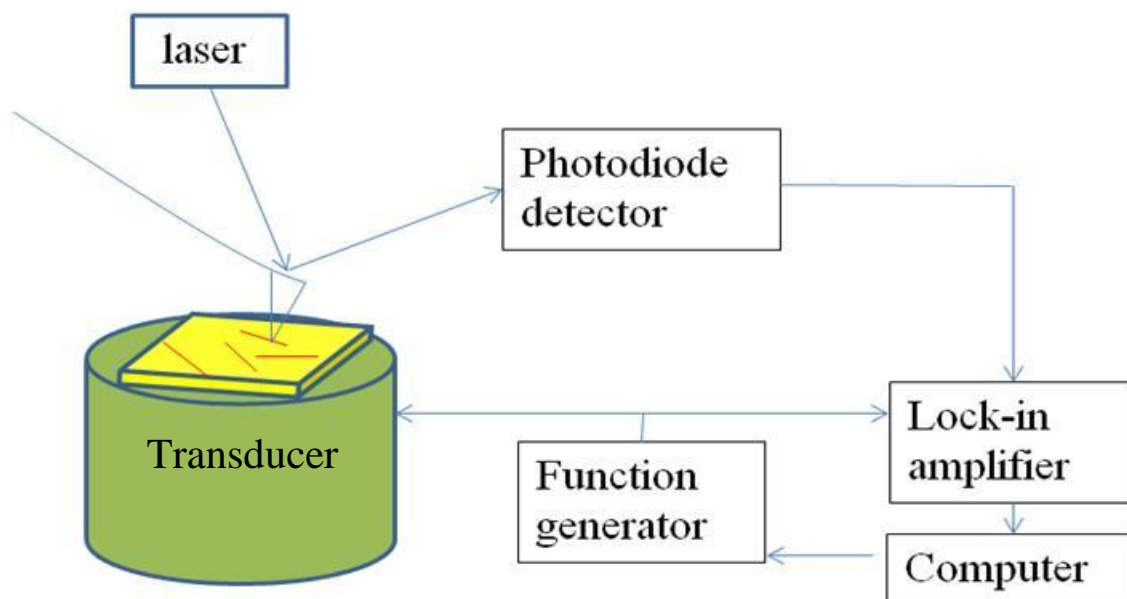 laser
Photodiode
detector
Transducer
Function
generator
Lock-in
amplifier
Computer